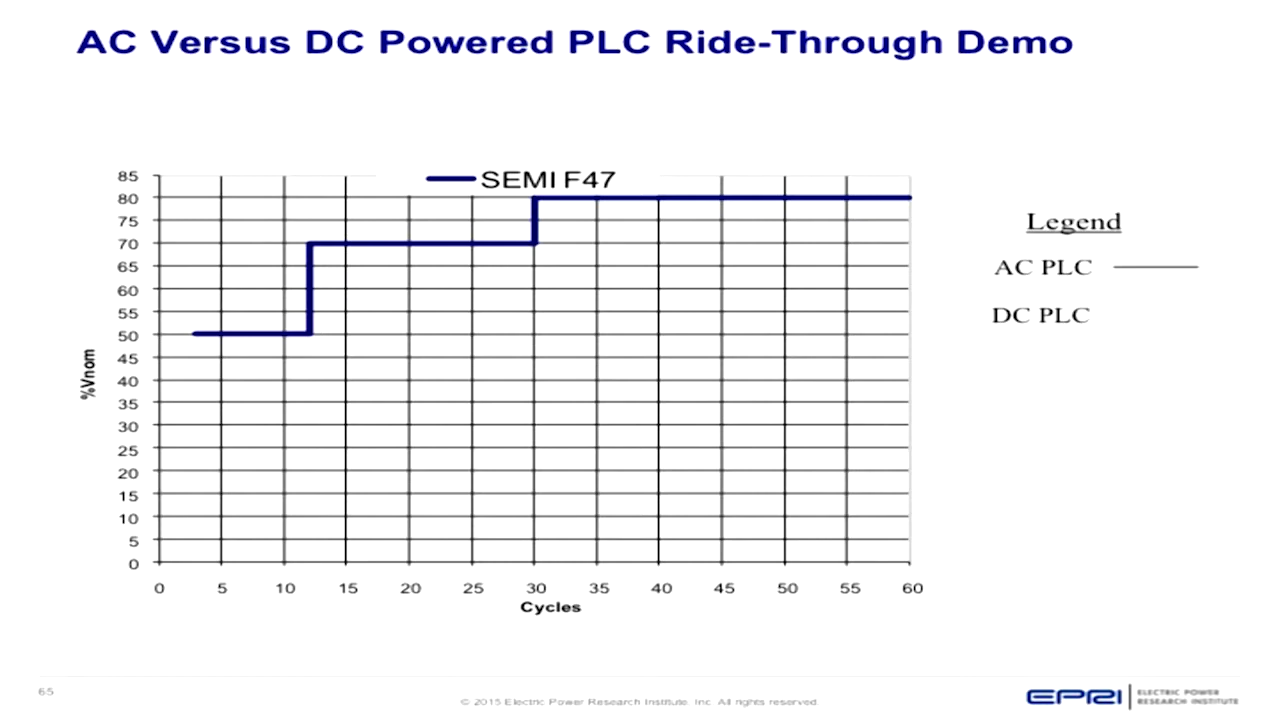 AC Versus DC Powered PLC Ride-Through Demo
SEMI F47
85
80
75
70
65
60
55
50
45
40
35
30
25
20
15
10
5
0
%Vnom
0 5 10 15 20 25 30 35 40 45 50 55 60
Cycles
Legend
AC PLC
DC PLC
65
© 2015 Electric Power Research Institute, Inc. All rights reserved.
EPRI
ELECTRIC POWER
RESEARCH INSTITUTE